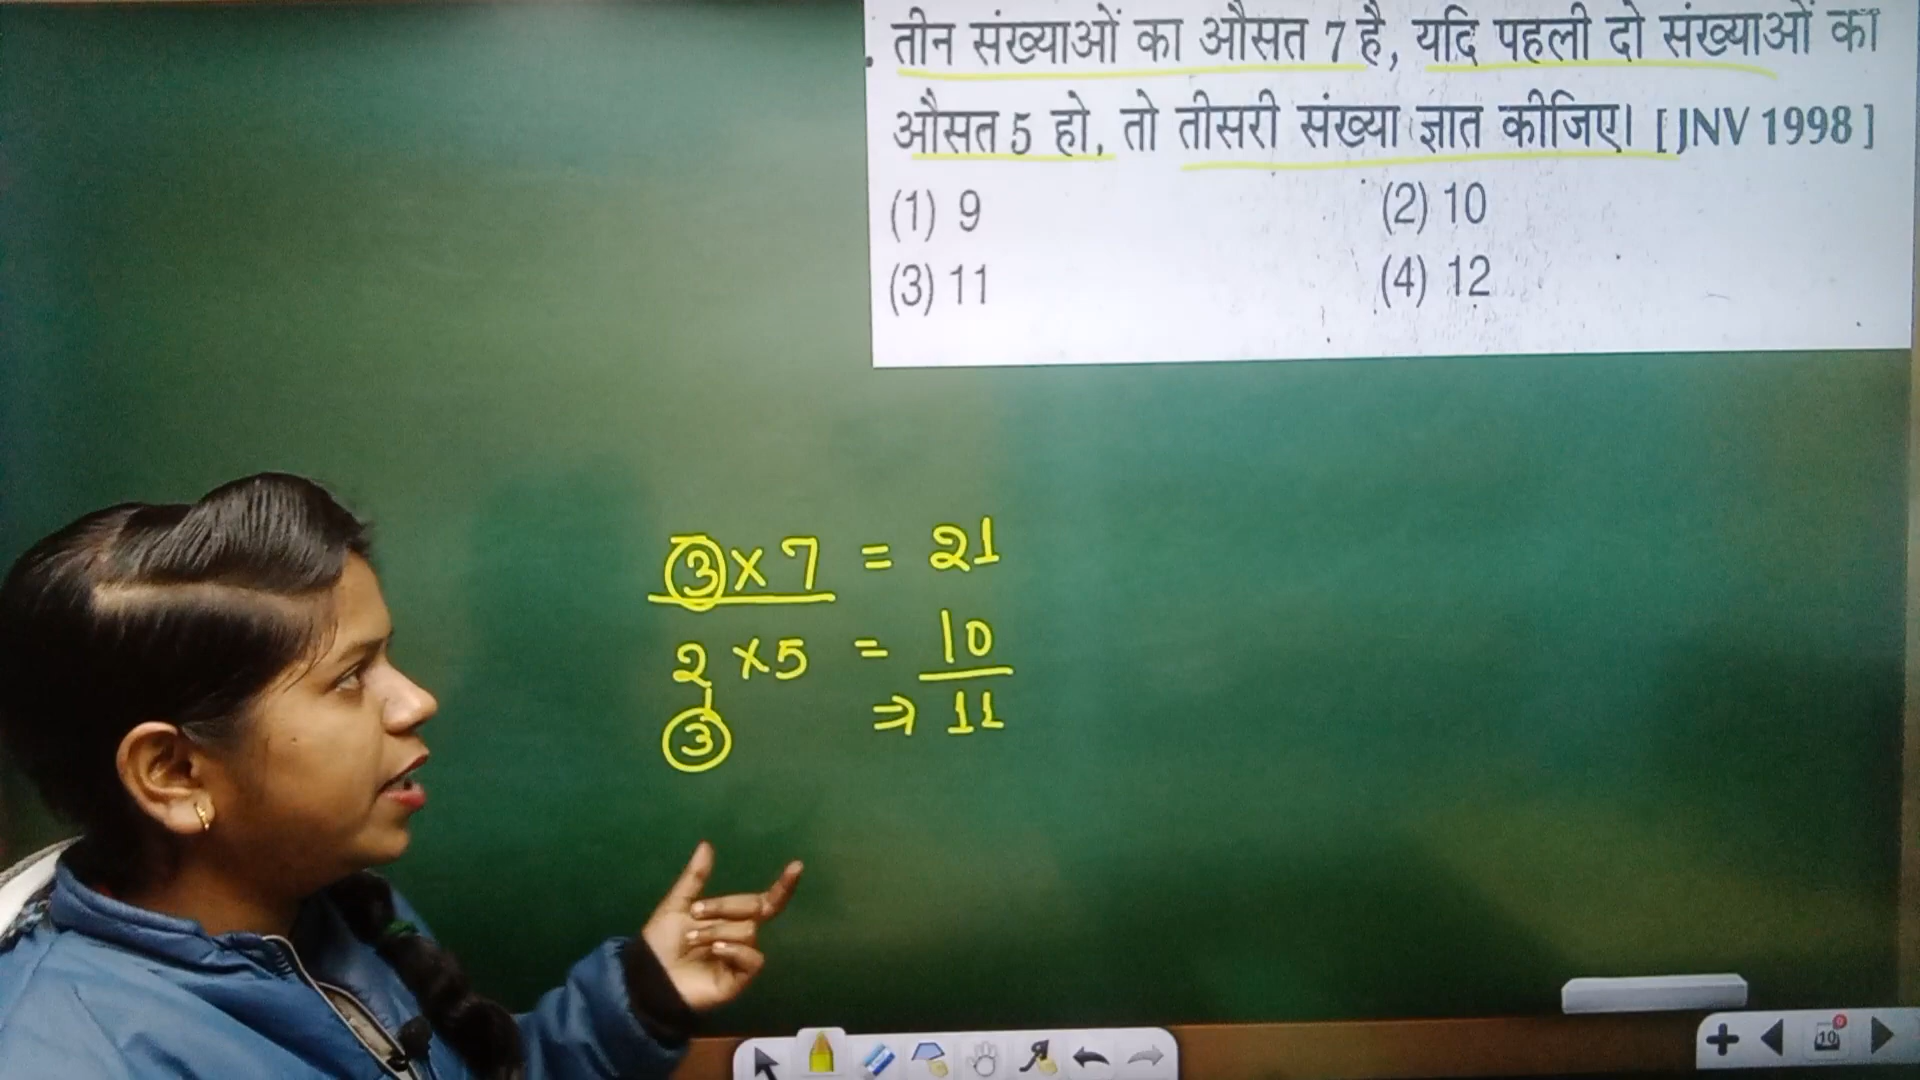 तीन संख्याओं का औसत 7 है, यदि पहली दो संख्याओं का
औसत 5 हो, तो तीसरी संख्या ज्ञात कीजिए। [JNV 1998]
(1) 9 (2) 10
(3) 11 (4) 12
3 × 7 = 21
2 × 5 = 10
3 ⇒ 11
10